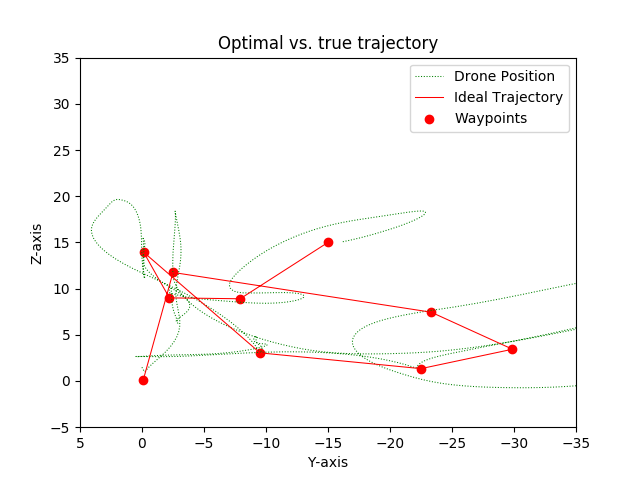 Optimal vs. true trajectory
Drone Position
Ideal Trajectory
Waypoints
35
30
25
20
15
10
5
0
−5
Z-axis
5 0 −5 −10 −15 −20 −25 −30 −35
Y-axis